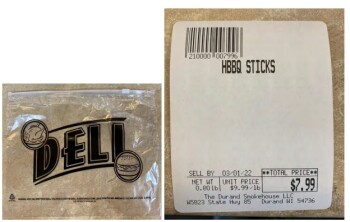 DELI
210000 007996
HBBQ STICKS
SELL BY 03/01/22 **TOTAL PRICE**
NET WT UNIT PRICE
0.80lb $9.99-lb $7.99
The Durand Smokehouse LLC
W5823 State Hwy 85 Durand WI 54736